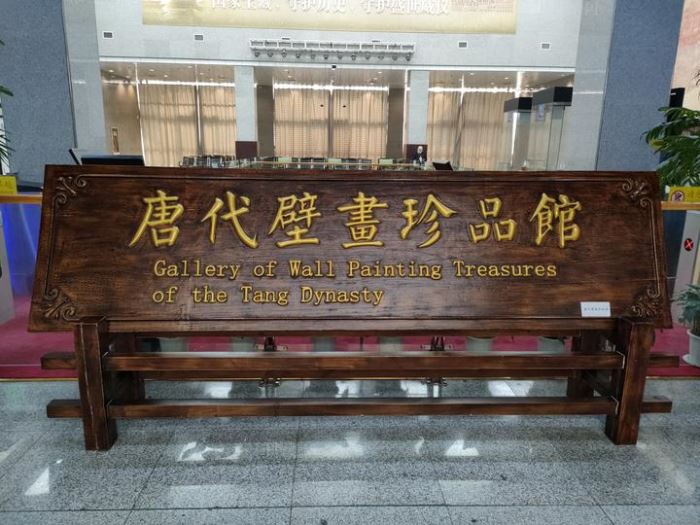 唐代壁畫珍品館
Gallery of Wall Painting Treasures
of the Tang Dynasty